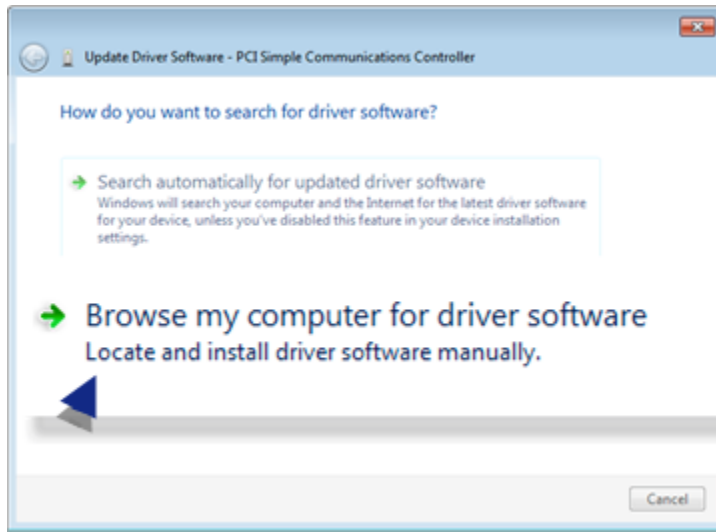 Update Driver Software - PCI Simple Communications Controller
How do you want to search for driver software?
Search automatically for updated driver software
Windows will search your computer and the Internet for the latest driver software
for your device, unless you've disabled this feature in your device installation
settings.
Browse my computer for driver software
Locate and install driver software manually.
Cancel